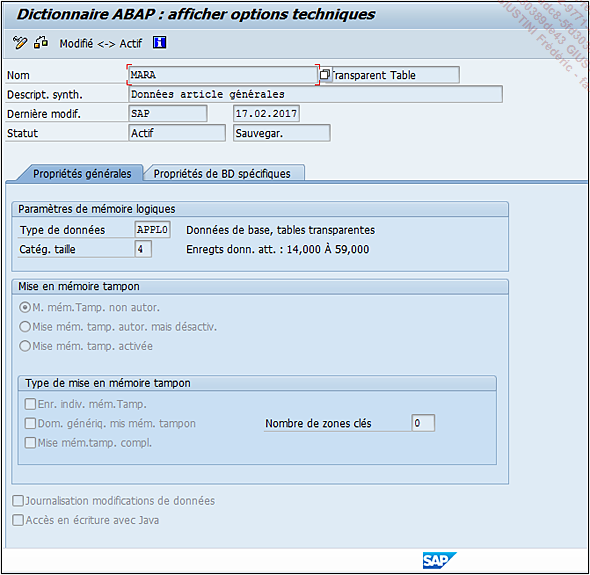 Dictionnaire ABAP : afficher options techniques
Modifié <-> Actif
Nom MARA Transparent Table
Descript. synth. Données article générales
Dernière modif. SAP 17.02.2017
Statut Actif Sauvegar.
Propriétés générales Propriétés de BD spécifiques
Paramètres de mémoire logiques
Type de données APPL0 Données de base, tables transparentes
Catég. taille 4 Enregts donn. att. : 14,000 À 59,000
Mise en mémoire tampon
M. mém.Tamp. non autor.
Mise mém. tamp. autor. mais désactiv.
Mise mém. tamp. activée
Type de mise en mémoire tampon
Enr. indiv. mém.Tamp.
Dom. génériq. mis mém. tampon Nombre de zones clés 0
Mise mém.tamp. compl.
Journalisation modifications de données
Accès en écriture avec Java
SAP